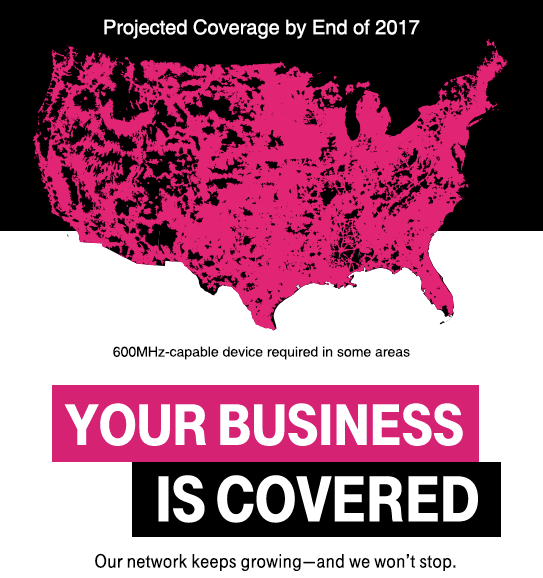 Projected Coverage by End of 2017
600MHz-capable device required in some areas
YOUR BUSINESS
IS COVERED
Our network keeps growing—and we won't stop.